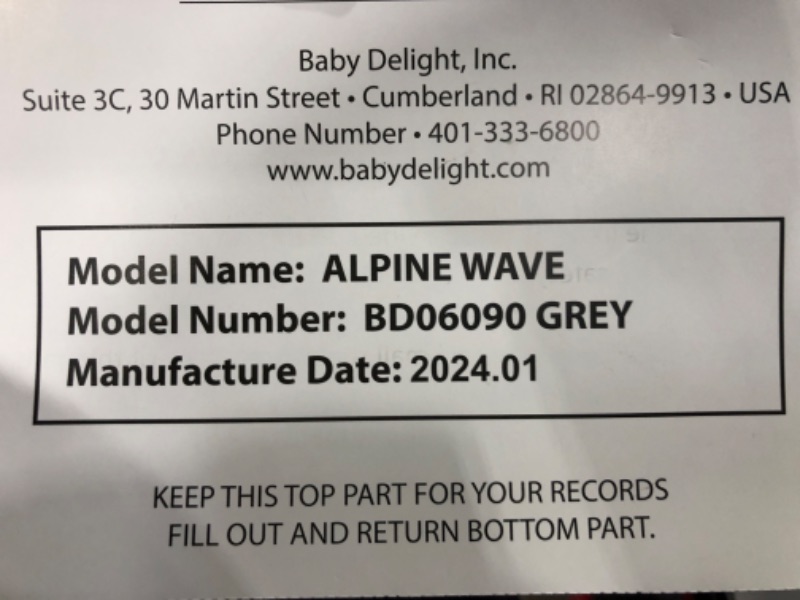 Baby Delight, Inc.
Suite 3C, 30 Martin Street • Cumberland • RI 02864-9913 • USA
Phone Number • 401-333-6800
www.babydelight.com
Model Name: ALPINE WAVE
Model Number: BD06090 GREY
Manufacture Date: 2024.01
KEEP THIS TOP PART FOR YOUR RECORDS
FILL OUT AND RETURN BOTTOM PART.